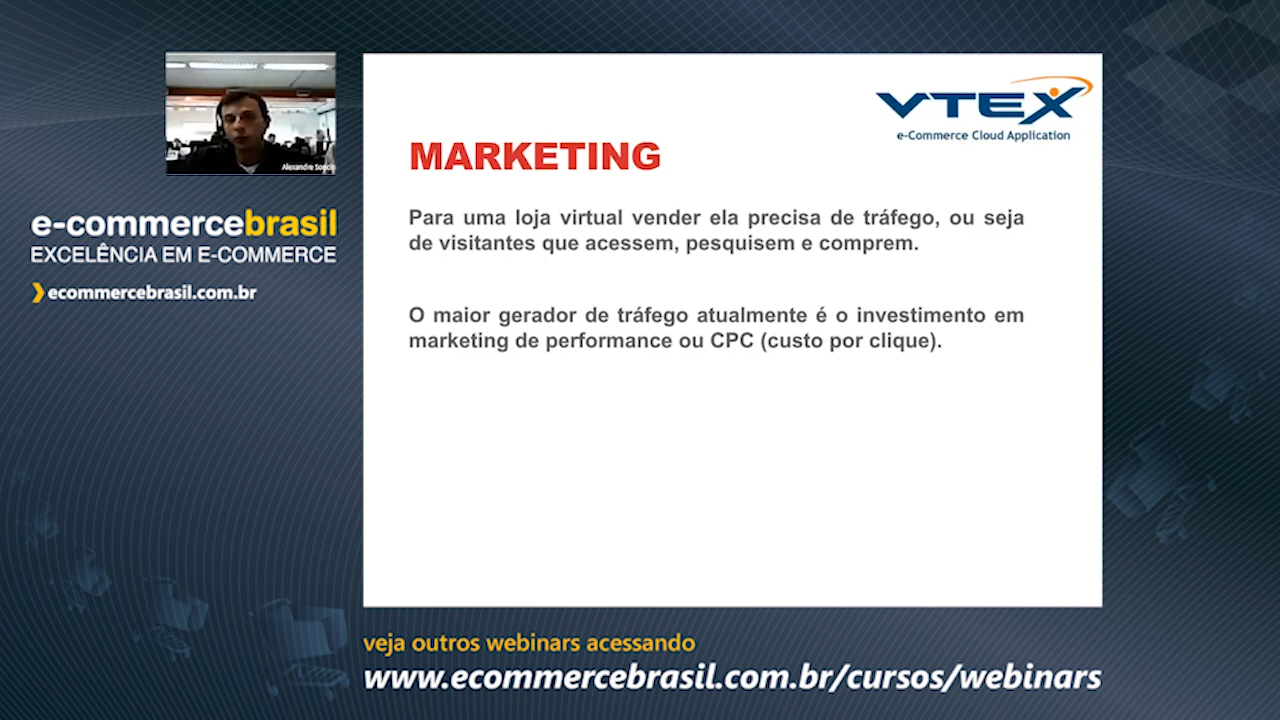 Alexandre Soncin
e-commercebrasil
EXCELÊNCIA EM E-COMMERCE
ecommercebrasil.com.br
VTEX
e-Commerce Cloud Application
MARKETING
Para uma loja virtual vender ela precisa de tráfego, ou seja
de visitantes que acessem, pesquisem e comprem.
O maior gerador de tráfego atualmente é o investimento em
marketing de performance ou CPC (custo por clique).
veja outros webinars acessando
www.ecommercebrasil.com.br/cursos/webinars